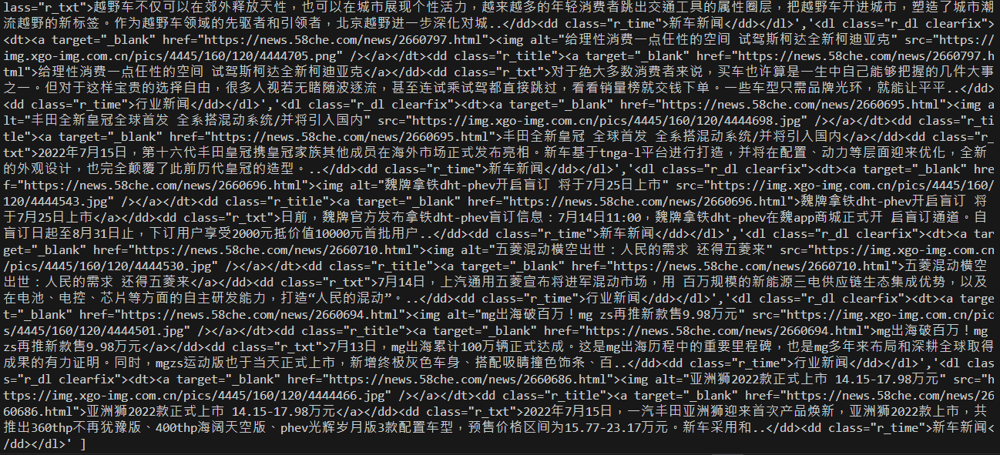 lass="r_txt">越野车不仅可以在郊外释放天性，也可以在城市展现个性活力，越来越多的年轻消费者跳出交通工具的属性圈层，把越野车开进城市，塑造了城市潮
流越野的新标签。作为越野车领域的先驱者和引领者，北京越野进一步深化对城..</dd><dd class="r_time">新车新闻</dd></dl>','<dl class="r_dl clearfix">
<dt><a target="_blank" href="https://news.58che.com/news/2660797.html"><img alt="给理性消费一点任性的空间 试驾斯柯达全新柯迪亚克" src="https://
img.xgo-img.com.cn/pics/4445/160/120/4444705.png" /></a></dt><dd class="r_title"><a target="_blank" href="https://news.58che.com/news/2660797.h
tml">给理性消费一点任性的空间 试驾斯柯达全新柯迪亚克</a></dd><dd class="r_txt">对于绝大多数消费者来说，买车也许算是一生中自己能够把握的几件大事
之一。但对于这样宝贵的选择自由，很多人视若无睹随波逐流，甚至连试乘试驾都直接跳过，看看销量榜就交钱下单。一些车型只需品牌光环，就能让平平..</dd>
<dd class="r_time">行业新闻</dd></dl>','<dl class="r_dl clearfix"><dt><a target="_blank" href="https://news.58che.com/news/2660695.html"><img a
lt="丰田全新皇冠全球首发 全系搭混动系统/并将引入国内" src="https://img.xgo-img.com.cn/pics/4445/160/120/4444698.jpg" /></a></dt><dd class="r_ti
tle"><a target="_blank" href="https://news.58che.com/news/2660695.html">丰田全新皇冠 全球首发 全系搭混动系统/并将引入国内</a></dd><dd class="r_
txt">2022年7月15日，第十六代丰田皇冠携皇冠家族其他成员在海外市场正式发布亮相。新车基于tnga-l平台进行打造，并将在配置、动力等层面迎来优化，全新
的外观设计，也完全颠覆了此前历代皇冠的造型。..</dd><dd class="r_time">新车新闻</dd></dl>','<dl class="r_dl clearfix"><dt><a target="_blank" hre
f="https://news.58che.com/news/2660696.html"><img alt="魏牌拿铁dht-phev开启盲订 将于7月25日上市" src="https://img.xgo-img.com.cn/pics/4445/160/
120/4444543.jpg" /></a></dt><dd class="r_title"><a target="_blank" href="https://news.58che.com/news/2660696.html">魏牌拿铁dht-phev开启盲订 将
于7月25日上市</a></dd><dd class="r_txt">日前，魏牌官方发布拿铁dht-phev盲订信息：7月14日11:00，魏牌拿铁dht-phev在魏app商城正式开 启盲订通道。自
盲订日起至8月31日止，下订用户享受2000元抵价值10000元首批用户..</dd><dd class="r_time">新车新闻</dd></dl>','<dl class="r_dl clearfix"><dt><a tar
get="_blank" href="https://news.58che.com/news/2660710.html"><img alt="五菱混动横空出世：人民的需求 还得五菱来" src="https://img.xgo-img.com.cn
/pics/4445/160/120/4444530.jpg" /></a></dt><dd class="r_title"><a target="_blank" href="https://news.58che.com/news/2660710.html">五菱混动横空
出世：人民的需求 还得五菱来</a></dd><dd class="r_txt">7月14日，上汽通用五菱宣布将进军混动市场，用 百万规模的新能源三电供应链生态集成优势，以及
在电池、电控、芯片等方面的自主研发能力，打造“人民的混动”。..</dd><dd class="r_time">行业新闻</dd></dl>','<dl class="r_dl clearfix"><dt><a targe
t="_blank" href="https://news.58che.com/news/2660694.html"><img alt="mg出海破百万！mg zs再推新款售9.98万元" src="https://img.xgo-img.com.cn/pic
s/4445/160/120/4444501.jpg" /></a></dt><dd class="r_title"><a target="_blank" href="https://news.58che.com/news/2660694.html">mg出海破百万！mg
zs再推新款售9.98万元</a></dd><dd class="r_txt">7月13日，mg出海累计100万辆正式达成。这是mg出海历程中的重要里程碑，也是mg多年来布局和深耕全球取得
成果的有力证明。同时，mgzs运动版也于当天正式上市，新增终极灰色车身、搭配吸睛撞色饰条、百..</dd><dd class="r_time">行业新闻</dd></dl>','<dl clas
s="r_dl clearfix"><dt><a target="_blank" href="https://news.58che.com/news/2660686.html"><img alt="亚洲狮2022款正式上市 14.15-17.98万元" src="h
ttps://img.xgo-img.com.cn/pics/4445/160/120/4444466.jpg" /></a></dt><dd class="r_title"><a target="_blank" href="https://news.58che.com/news/26
60686.html">亚洲狮2022款正式上市 14.15-17.98万元</a></dd><dd class="r_txt">2022年7月15日，一汽丰田亚洲狮迎来首次产品焕新，亚洲狮2022款上市，共
推出360thp不再犹豫版、400thp海阔天空版、phev光辉岁月版3款配置车型，预售价格区间为15.77-23.17万元。新车采用和..</dd><dd class="r_time">新车新闻<
/dd></dl>' ]